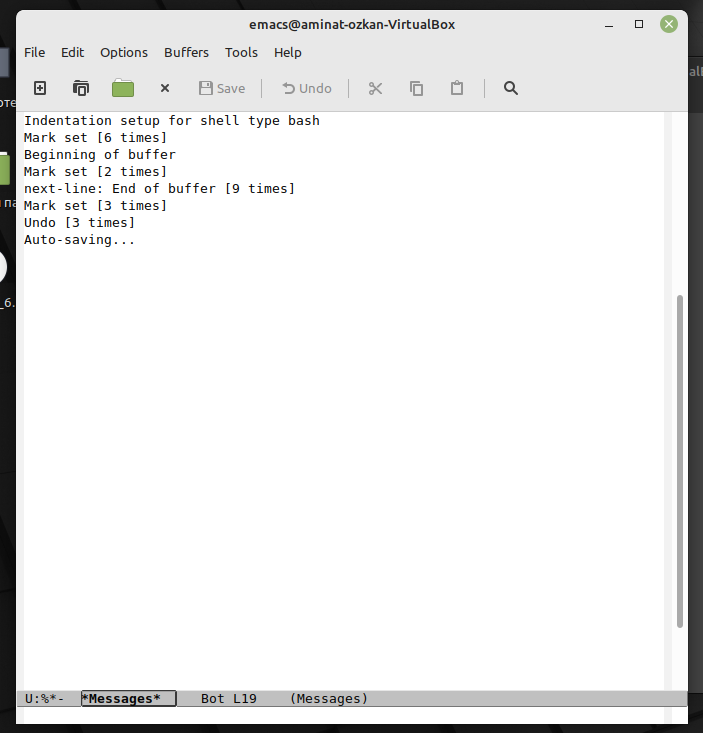 emacs@aminat-ozkan-VirtualBox
File Edit Options Buffers Tools Help
Save Undo
Indentation setup for shell type bash
Mark set [6 times]
Beginning of buffer
Mark set [2 times]
next-line: End of buffer [9 times]
Mark set [3 times]
Undo [3 times]
Auto-saving...
U:%*- *Messages* Bot L19 (Messages)